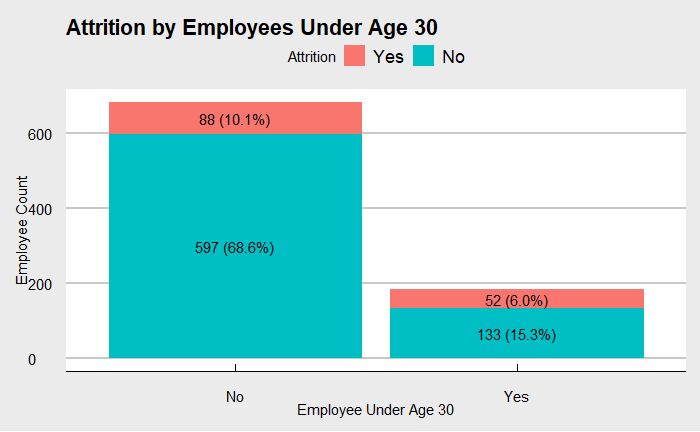 Attrition by Employees Under Age 30
Attrition Yes No
Employee Count
600
400
200
0
88 (10.1%)
597 (68.6%)
52 (6.0%)
133 (15.3%)
No Yes
Employee Under Age 30